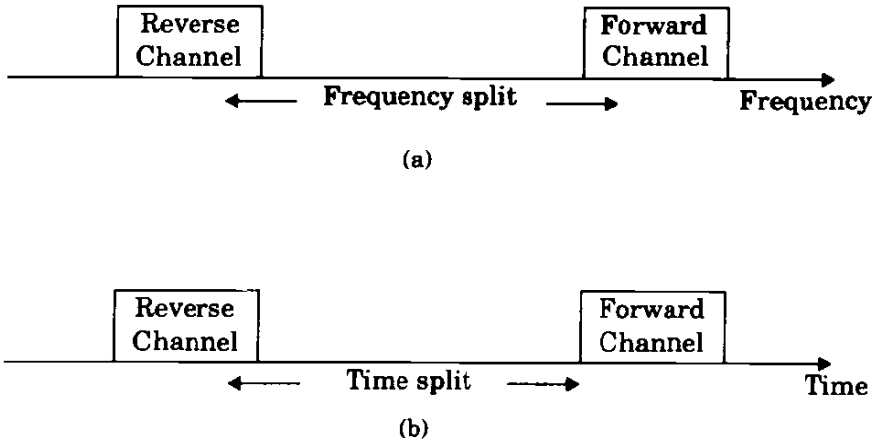 Reverse
Channel
Forward
Channel
Frequency split
Frequency
(a)
Reverse
Channel
Forward
Channel
Time split
Time
(b)